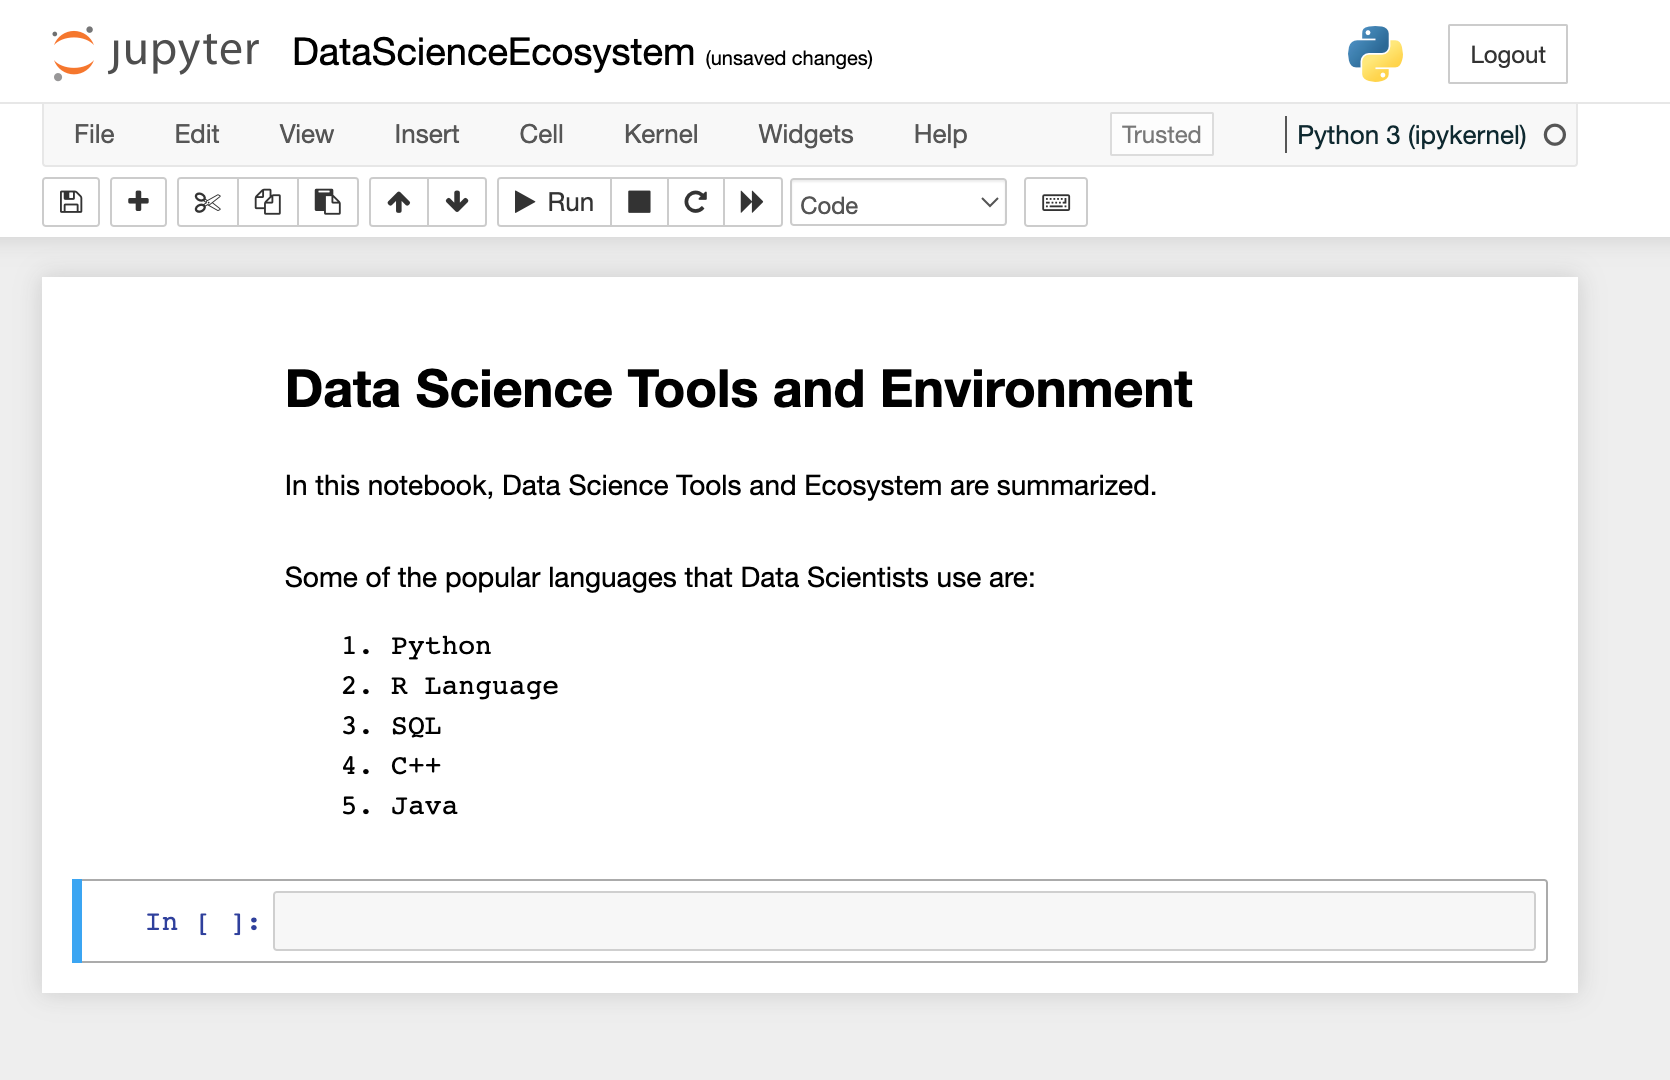 jupyter DataScienceEcosystem (unsaved changes) Logout
File Edit View Insert Cell Kernel Widgets Help Trusted Python 3 (ipykernel)
Run Code
Data Science Tools and Environment
In this notebook, Data Science Tools and Ecosystem are summarized.
Some of the popular languages that Data Scientists use are:
1. Python
2. R Language
3. SQL
4. C++
5. Java
In [ ]: